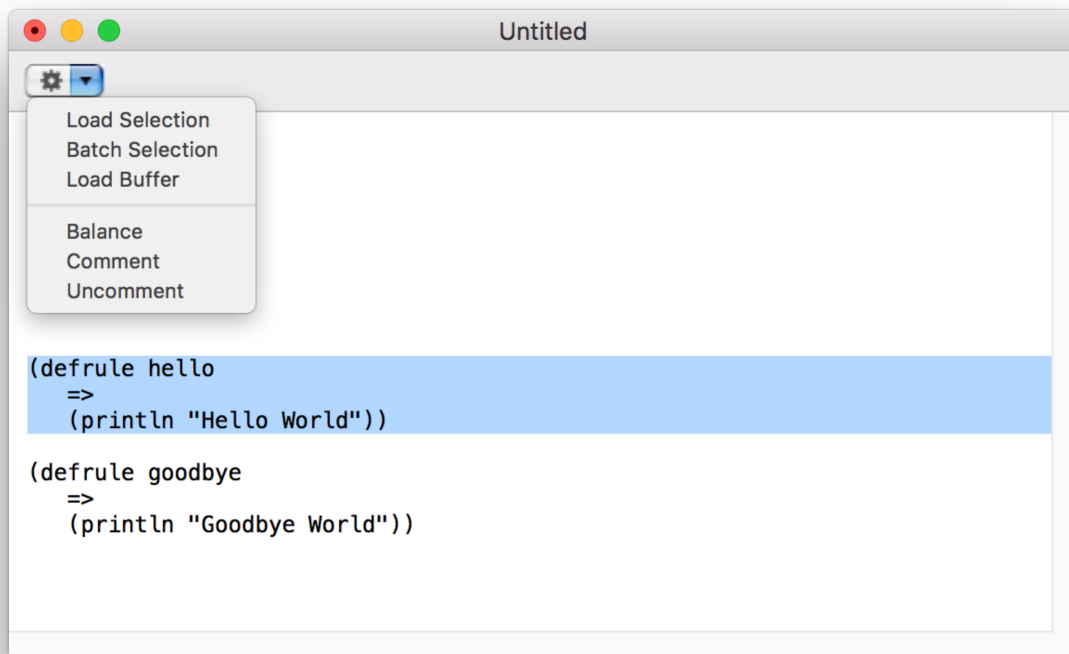 Untitled
Load Selection
Batch Selection
Load Buffer
Balance
Comment
Uncomment
(defrule hello
   =>
   (println "Hello World"))
(defrule goodbye
   =>
   (println "Goodbye World"))